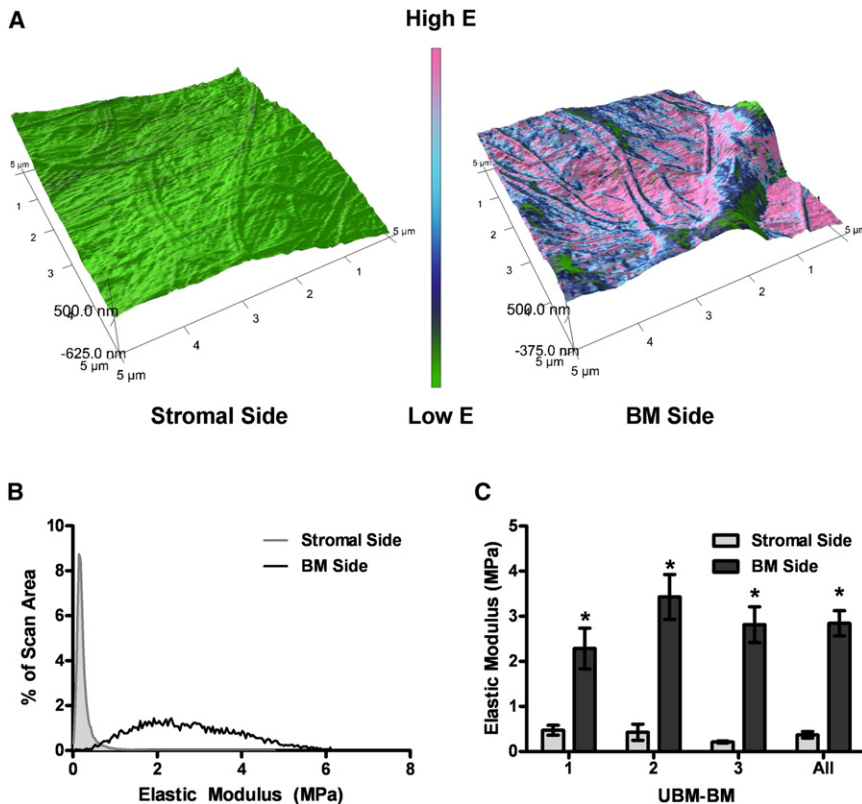 A
High E
5 µm
1
2
3
500.0 nm
-625.0 nm
5 µm
5 µm
4
3
2
1
5 µm
5 µm
1
2
3
500.0 nm
-375.0 nm
5 µm
5 µm
4
3
2
1
5 µm
Stromal Side
Low E
BM Side
B
% of Scan Area
10
8
6
4
2
0
Stromal Side
BM Side
0 2 4 6 8
Elastic Modulus (MPa)
C
Elastic Modulus (MPa)
5
4
3
2
1
0
Stromal Side
BM Side
* * * *
1 2 3 All
UBM-BM